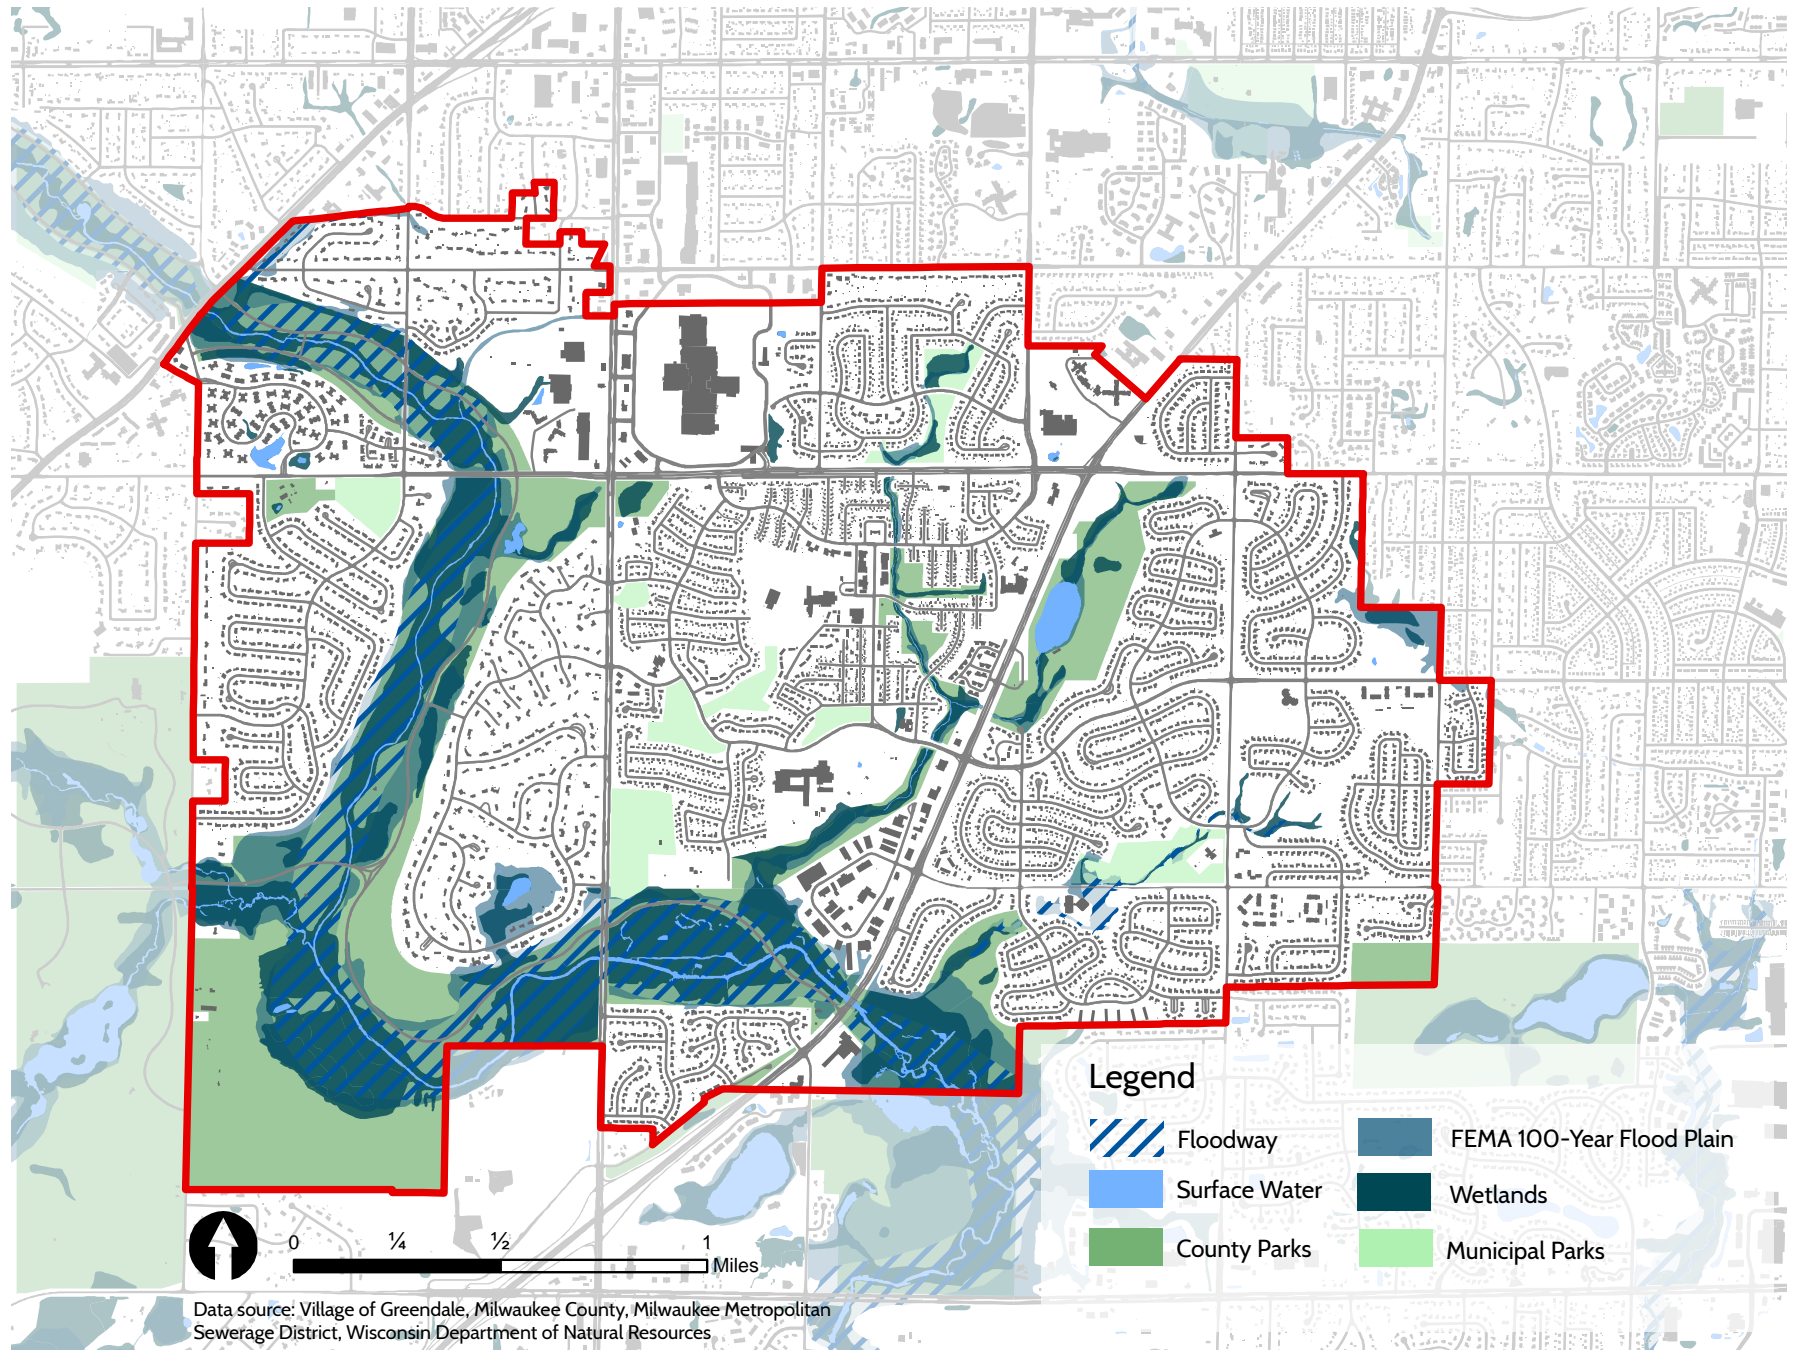 Legend
Floodway
FEMA 100-Year Flood Plain
Surface Water
Wetlands
County Parks
Municipal Parks
0 ¼ ½ 1
Miles
Data source: Village of Greendale, Milwaukee County, Milwaukee Metropolitan
Sewerage District, Wisconsin Department of Natural Resources